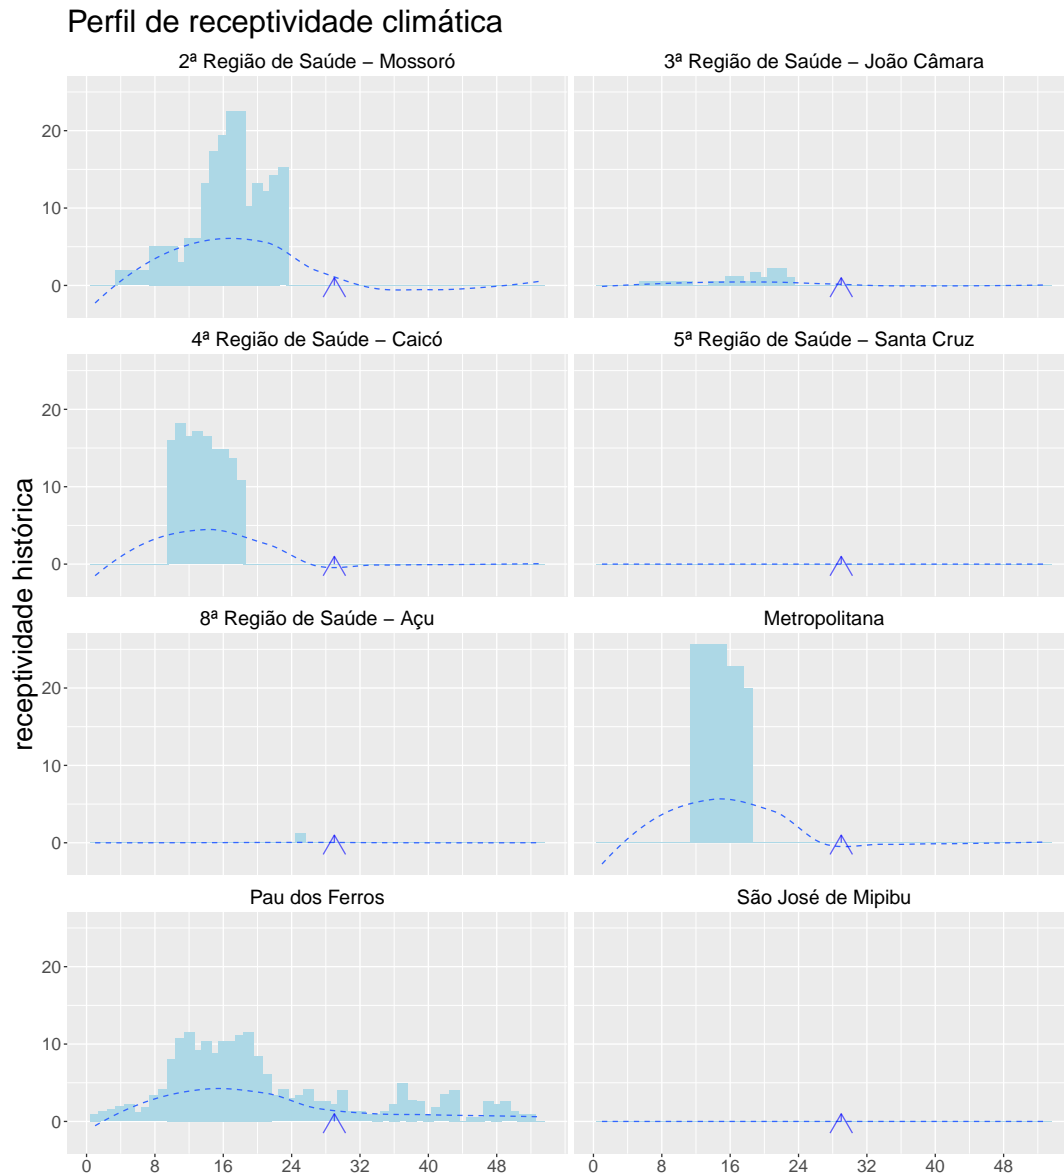 Perfil de receptividade climática
2ª Região de Saúde − Mossoró
3ª Região de Saúde − João Câmara
20
10
0
4ª Região de Saúde − Caicó
5ª Região de Saúde − Santa Cruz
20
10
0
receptividade histórica
8ª Região de Saúde − Açu
Metropolitana
20
10
0
Pau dos Ferros
São José de Mipibu
20
10
0
0 8 16 24 32 40 48 0 8 16 24 32 40 48